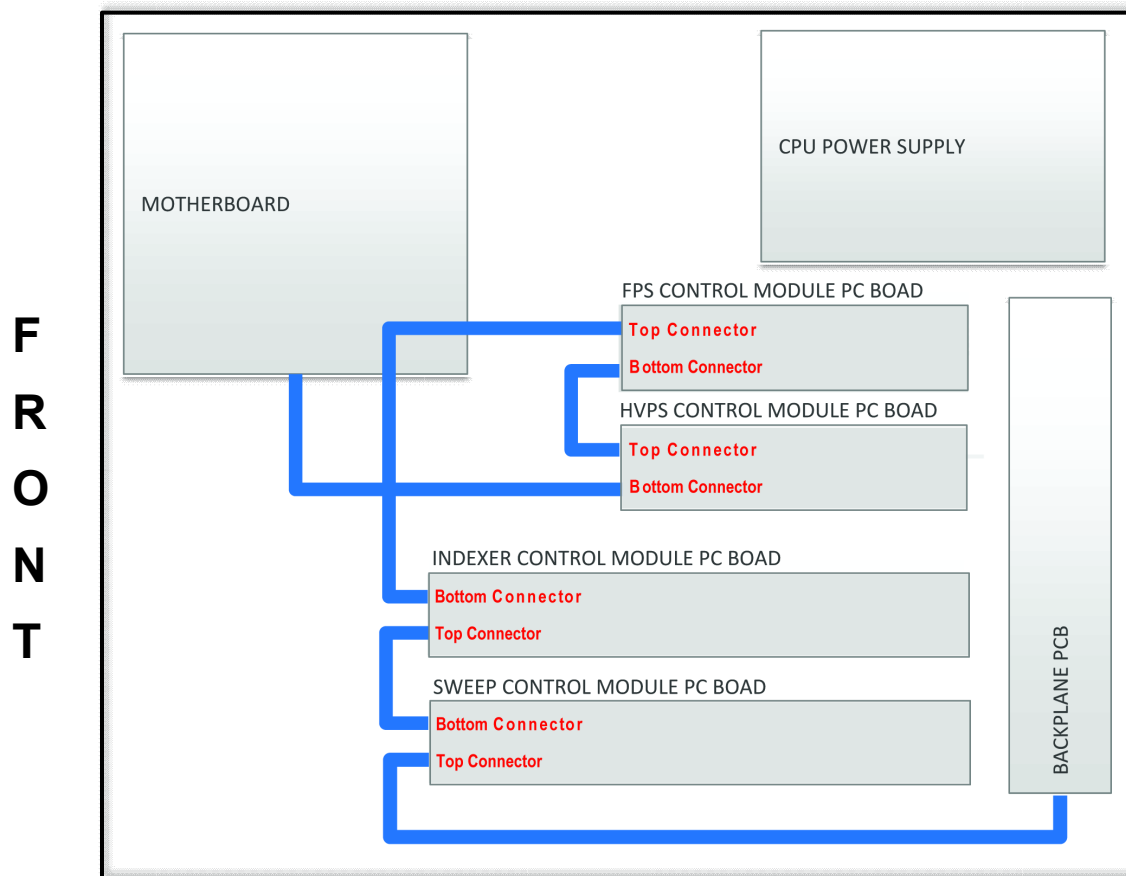 FRONT
MOTHERBOARD
CPU POWER SUPPLY
FPS CONTROL MODULE PC BOAD
Top Connector
Bottom Connector
HVPS CONTROL MODULE PC BOAD
Top Connector
Bottom Connector
INDEXER CONTROL MODULE PC BOAD
Bottom Connector
Top Connector
SWEEP CONTROL MODULE PC BOAD
Bottom Connector
Top Connector
BACKPLANE PCB